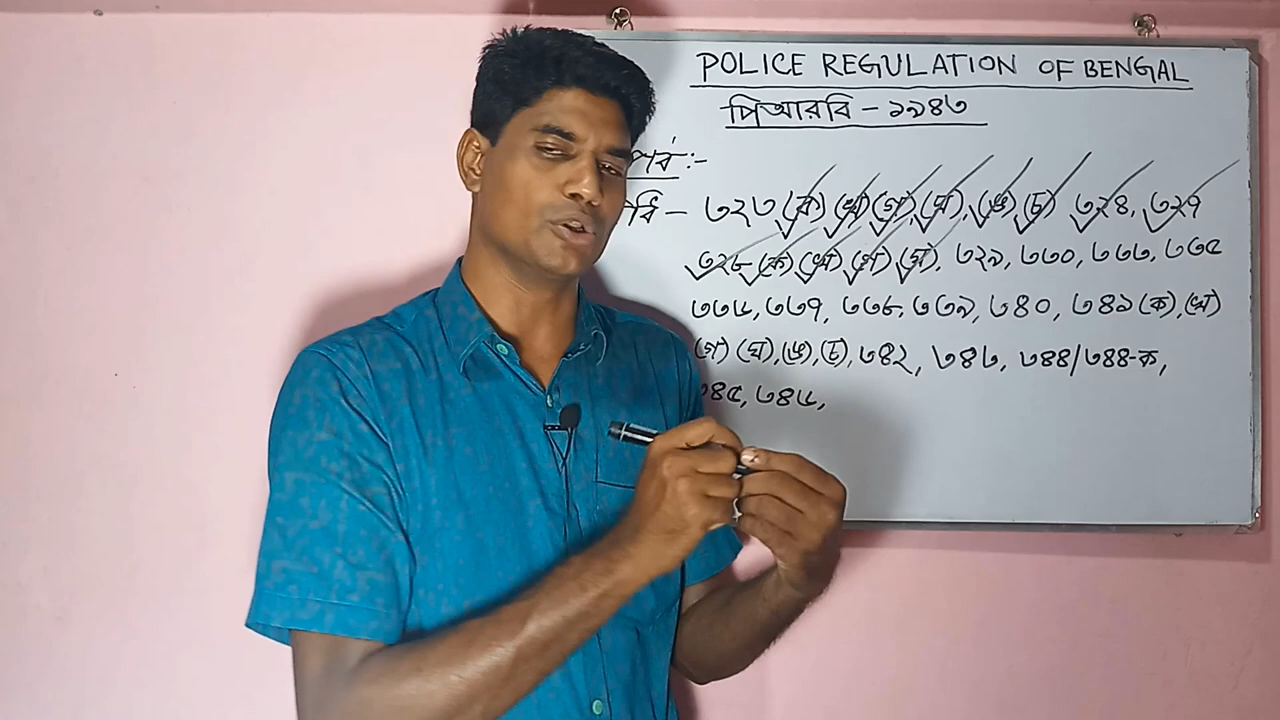 POLICE REGULATION OF BENGAL
পিআরবি - ১৯৪৩
পর্ব :-
বি - ৩২৩ (ক) (খ) (গ) (ঘ), (ঙ) (চ) ৩২৪, ৩২৭
৩২৮ (ক) (খ) (গ) (ঘ), ৩২৯, ৩৩০, ৩৩৩, ৩৩৫
৩৩৬, ৩৩৭, ৩৩৮, ৩৩৯, ৩৪০, ৩৪১ (ক), (খ)
(গ) (ঘ), (ঙ), (চ), ৩৪২, ৩৪৩, ৩৪৪/৩৪৪-ক,
৩৪৫, ৩৪৬,